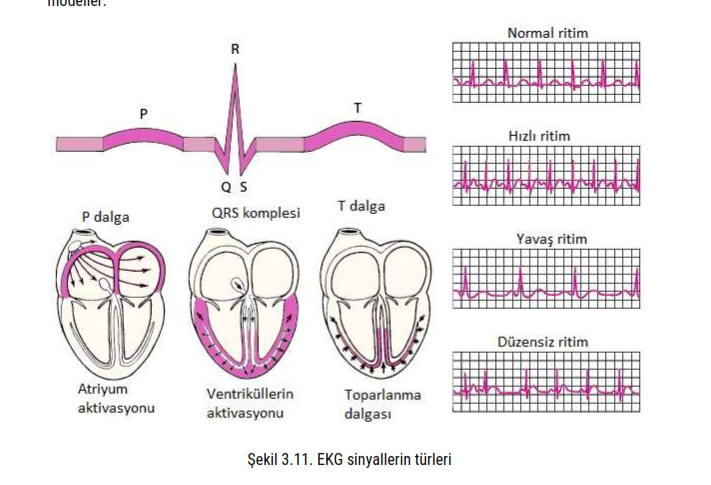 modeller.
Normal ritim
R
P
T
Q S
Hızlı ritim
P dalga
QRS komplesi
T dalga
Yavaş ritim
Düzensiz ritim
Atriyum
aktivasyonu
Ventriküllerin
aktivasyonu
Toparlanma
dalgası
Şekil 3.11. EKG sinyallerin türleri